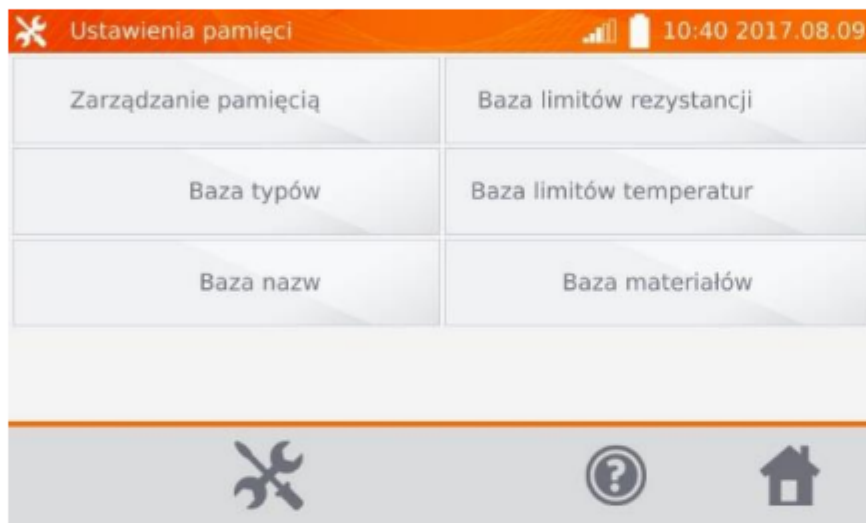 Ustawienia pamięci 10:40 2017.08.09
Zarządzanie pamięcią Baza limitów rezystancji
Baza typów Baza limitów temperatur
Baza nazw Baza materiałów
?